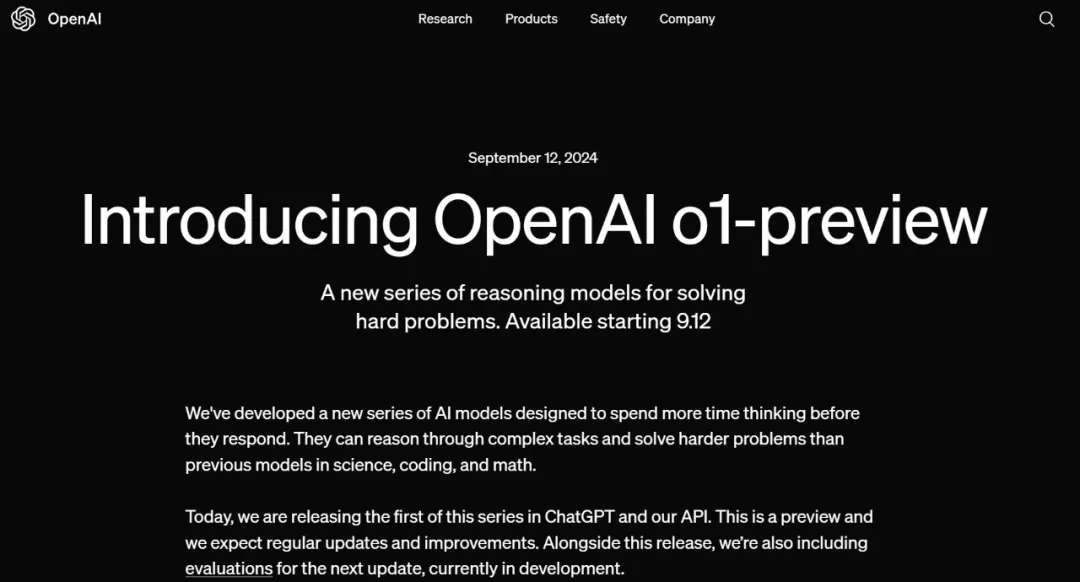 OpenAI
Research Products Safety Company
September 12, 2024
Introducing OpenAI o1-preview
A new series of reasoning models for solving
hard problems. Available starting 9.12
We've developed a new series of AI models designed to spend more time thinking before
they respond. They can reason through complex tasks and solve harder problems than
previous models in science, coding, and math.
Today, we are releasing the first of this series in ChatGPT and our API. This is a preview and
we expect regular updates and improvements. Alongside this release, we’re also including
evaluations for the next update, currently in development.